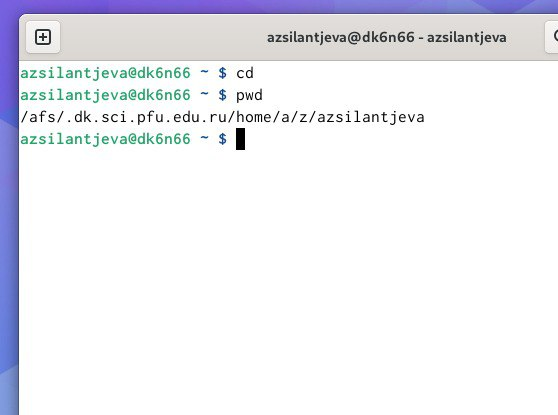 azsilantjeva@dk6n66 - azsilantjeva
azsilantjeva@dk6n66 ~ $ cd
azsilantjeva@dk6n66 ~ $ pwd
/afs/.dk.sci.pfu.edu.ru/home/a/z/azsilantjeva
azsilantjeva@dk6n66 ~ $